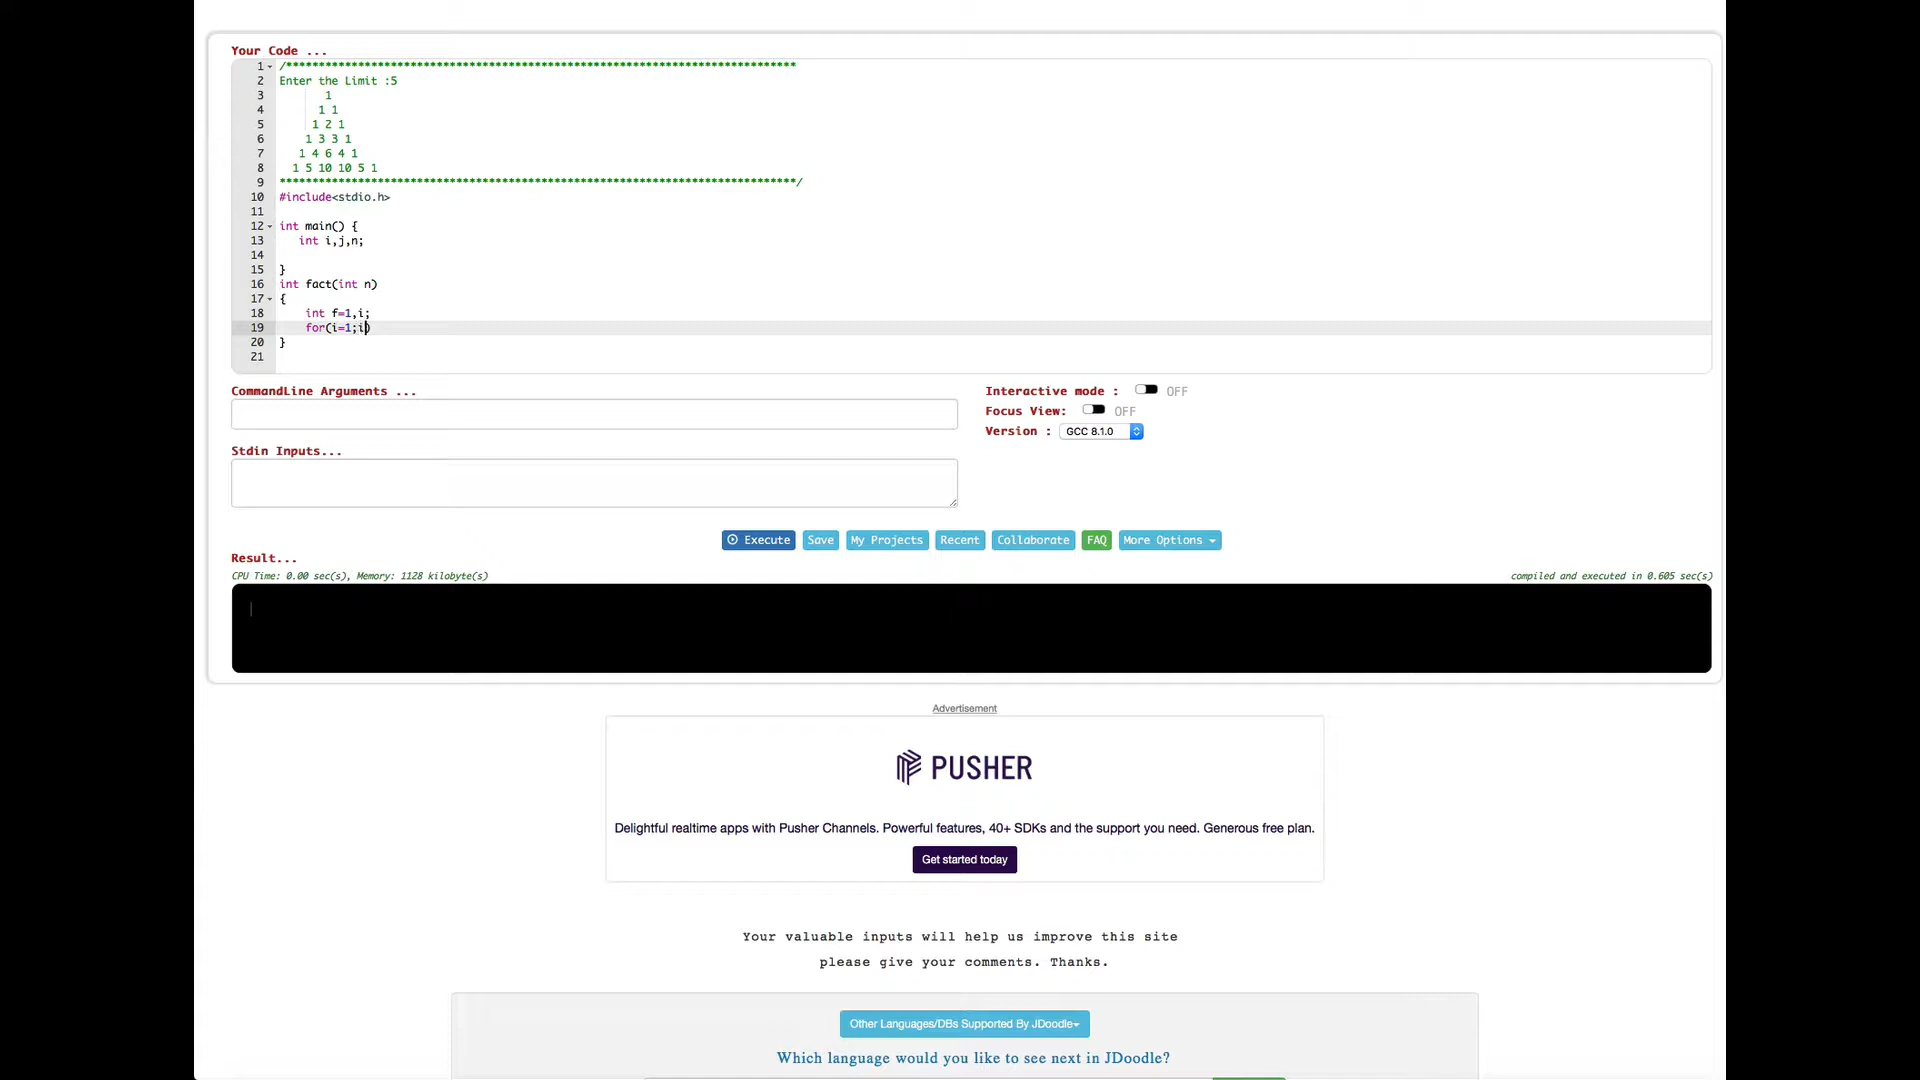 Your Code ...
1 /*******************************************************************************
2 Enter the Limit :5
3 1
4 1 1
5 1 2 1
6 1 3 3 1
7 1 4 6 4 1
8 1 5 10 10 5 1
9 *******************************************************************************/
10 #include<stdio.h>
11
12 int main() {
13 int i,j,n;
14
15 }
16 int fact(int n)
17 {
18 int f=1,i;
19 for(i=1;i)
20 }
21
CommandLine Arguments ...
Interactive mode : OFF
Focus View: OFF
Version : GCC 8.1.0
Stdin Inputs...
Execute Save My Projects Recent Collaborate FAQ More Options
Result...
CPU Time: 0.00 sec(s), Memory: 1128 kilobyte(s) compiled and executed in 0.605 sec(s)
Advertisement
PUSHER
Delightful realtime apps with Pusher Channels. Powerful features, 40+ SDKs and the support you need. Generous free plan.
Get started today
Your valuable inputs will help us improve this site
please give your comments. Thanks.
Other Languages/DBs Supported By JDoodle
Which language would you like to see next in JDoodle?